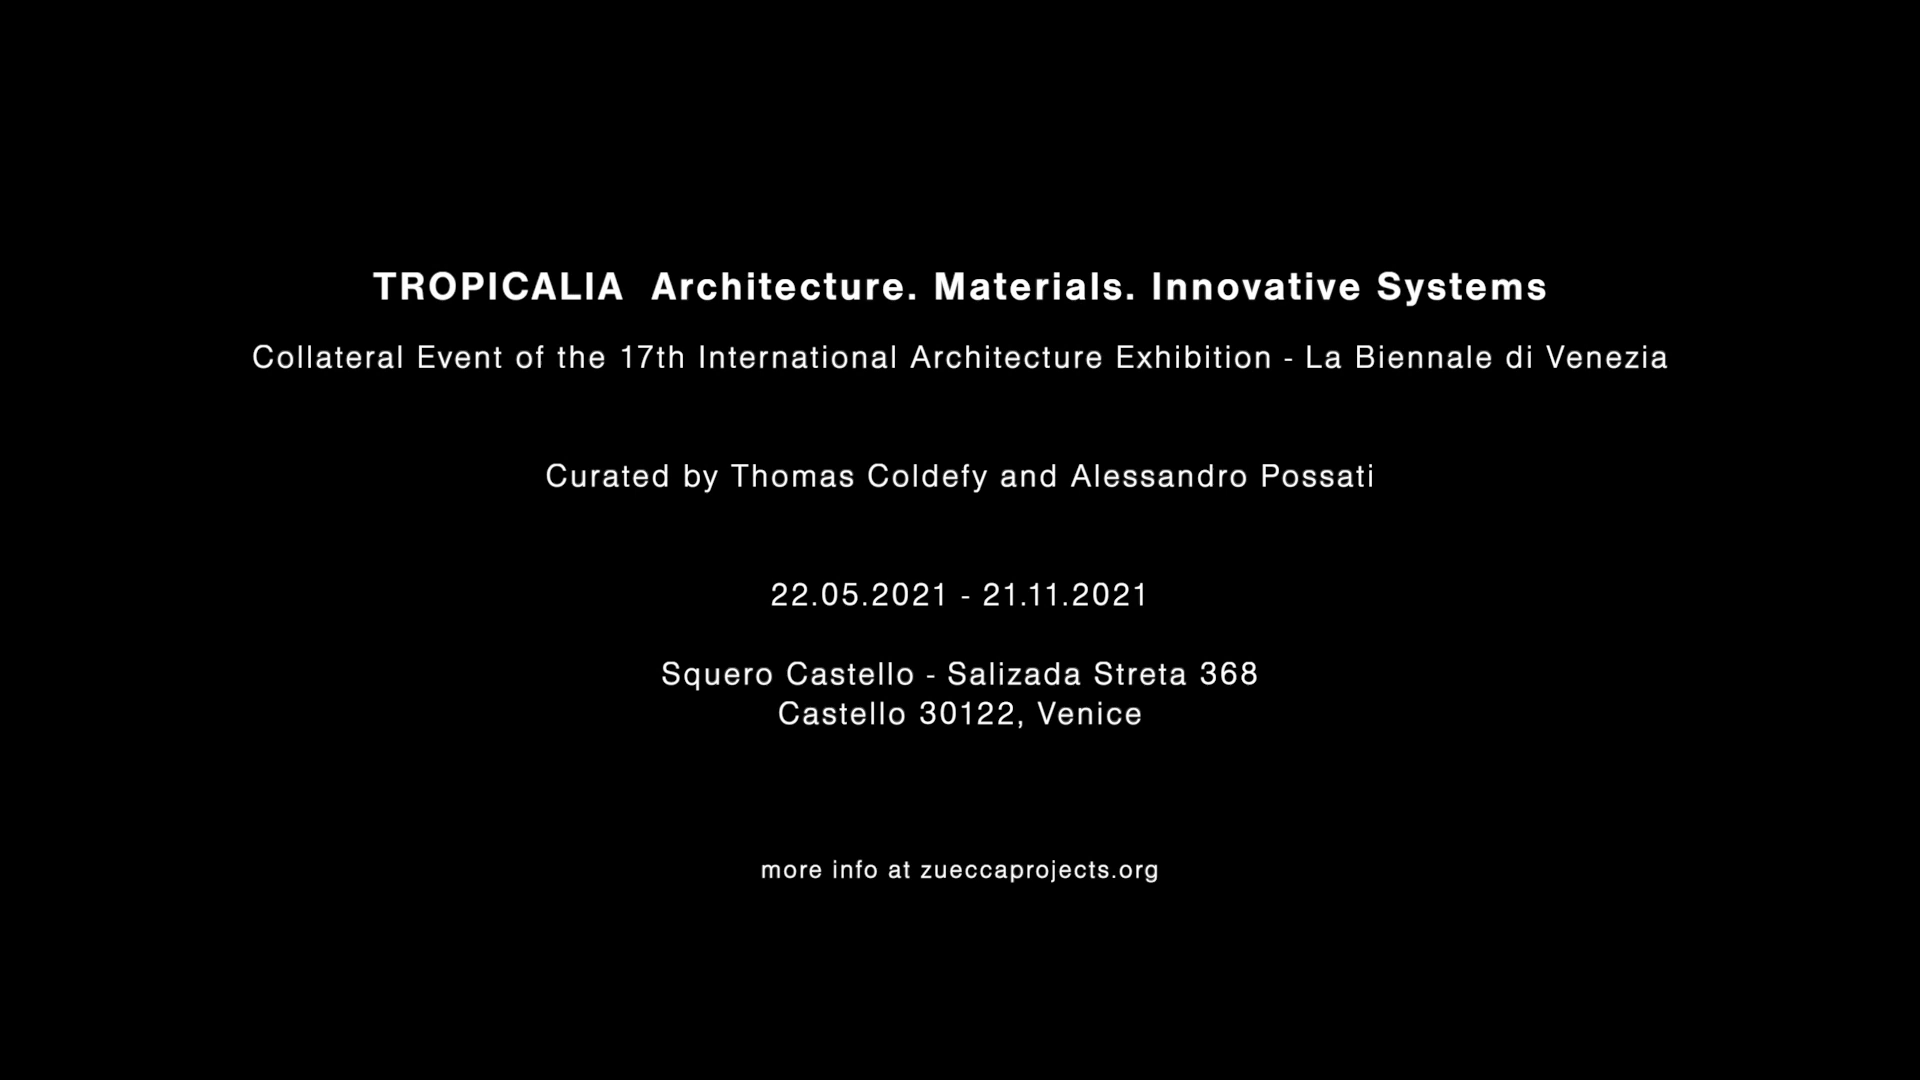 TROPICALIA  Architecture. Materials. Innovative Systems
Collateral Event of the 17th International Architecture Exhibition - La Biennale di Venezia
Curated by Thomas Coldefy and Alessandro Possati
22.05.2021 - 21.11.2021
Squero Castello - Salizada Streta 368
Castello 30122, Venice
more info at zueccaprojects.org